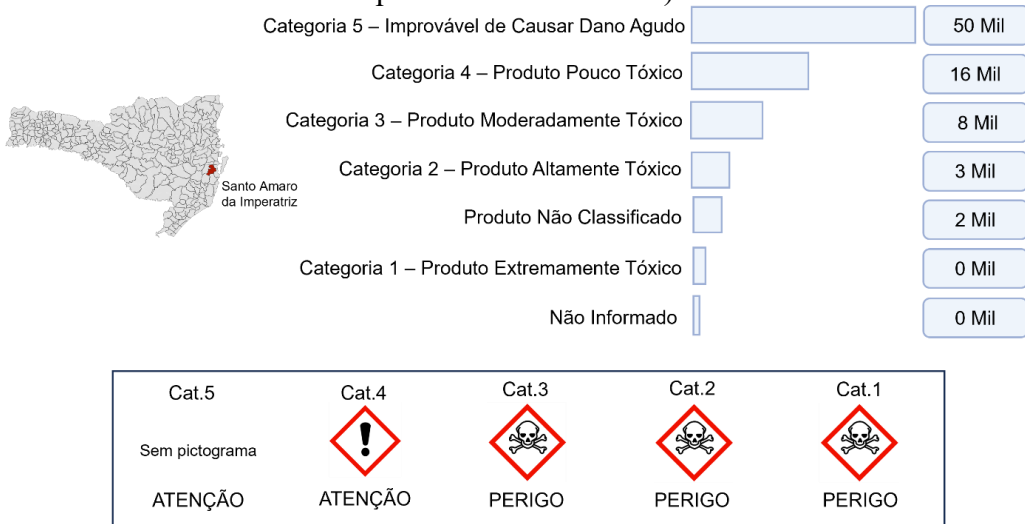 Categoria 5 – Improvável de Causar Dano Agudo 50 Mil
Categoria 4 – Produto Pouco Tóxico 16 Mil
Categoria 3 – Produto Moderadamente Tóxico 8 Mil
Categoria 2 – Produto Altamente Tóxico 3 Mil
Produto Não Classificado 2 Mil
Categoria 1 – Produto Extremamente Tóxico 0 Mil
Não Informado 0 Mil
Santo Amaro
da Imperatriz
Cat.5 Cat.4 Cat.3 Cat.2 Cat.1
Sem pictograma
ATENÇÃO ATENÇÃO PERIGO PERIGO PERIGO